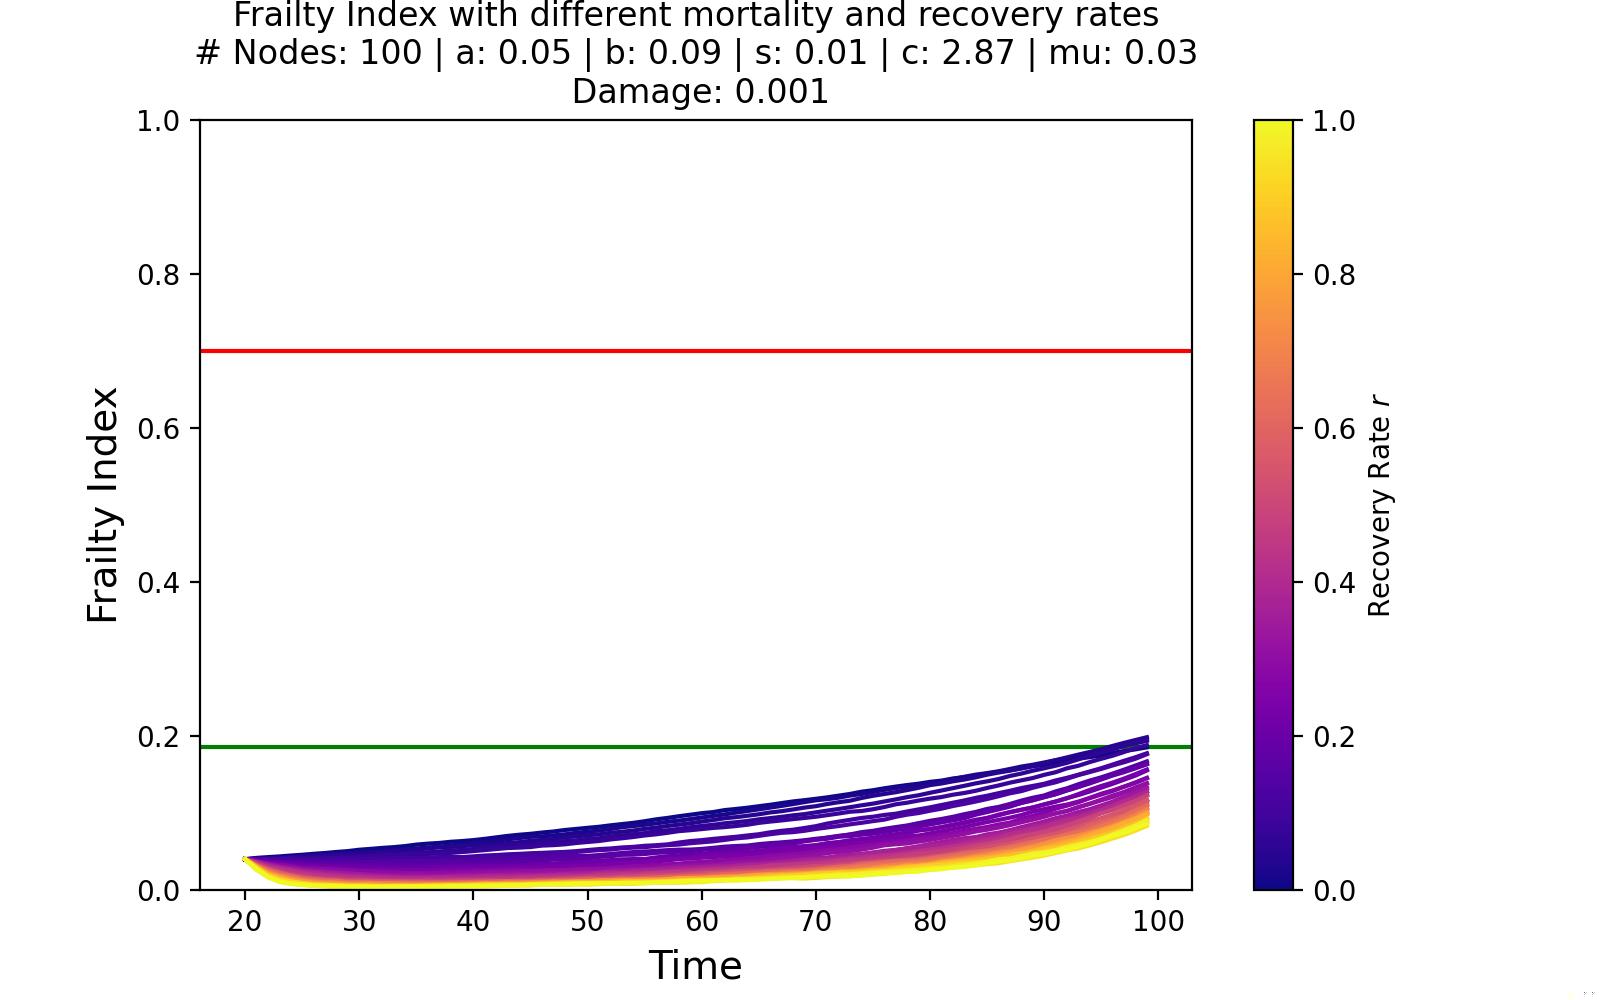 Frailty Index with different mortality and recovery rates
# Nodes: 100 | a: 0.05 | b: 0.09 | s: 0.01 | c: 2.87 | mu: 0.03
Damage: 0.001
1.0
0.8
0.6
0.4
0.2
0.0
Frailty Index
20 30 40 50 60 70 80 90 100
Time
1.0
0.8
0.6
0.4
0.2
0.0
Recovery Rate r